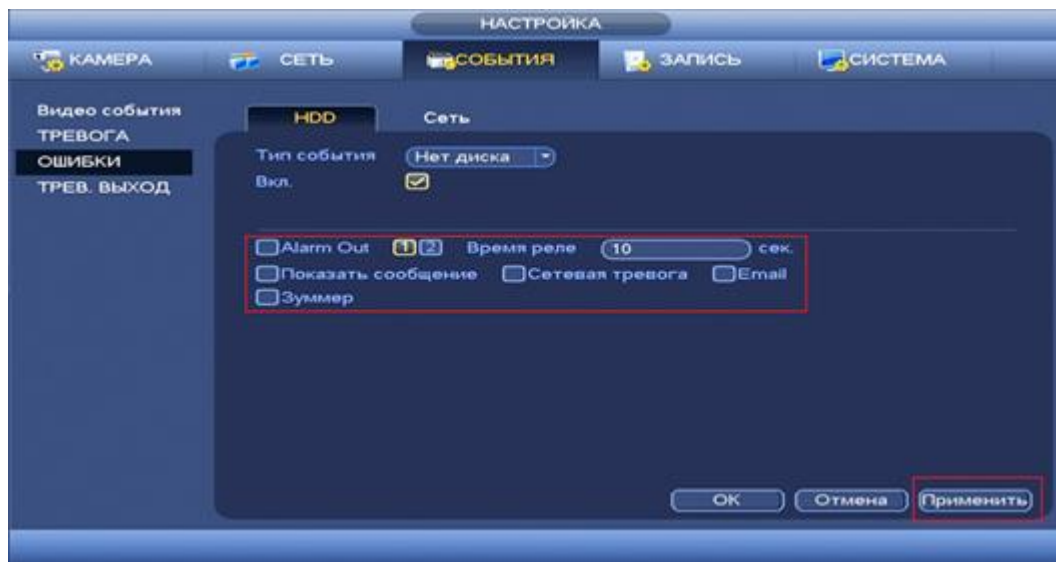 НАСТРОЙКА
КАМЕРА СЕТЬ СОБЫТИЯ ЗАПИСЬ СИСТЕМА
Видео события
ТРЕВОГА
ОШИБКИ
ТРЕВ. ВЫХОД
HDD Сеть
Тип события Нет диска
Вкл.
Alarm Out 1 2 Время реле 10 сек.
Показать сообщение Сетевая тревога Email
Зуммер
OK Отмена Применить